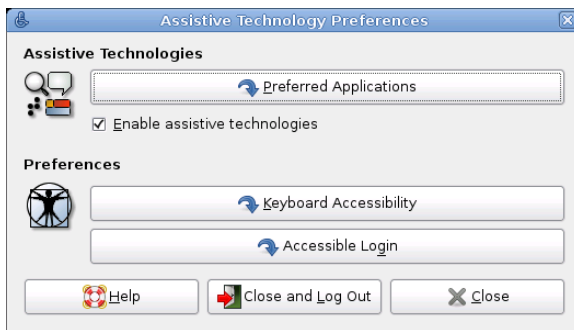 Assistive Technology Preferences
Assistive Technologies
Preferred Applications
Enable assistive technologies
Preferences
Keyboard Accessibility
Accessible Login
Help
Close and Log Out
Close